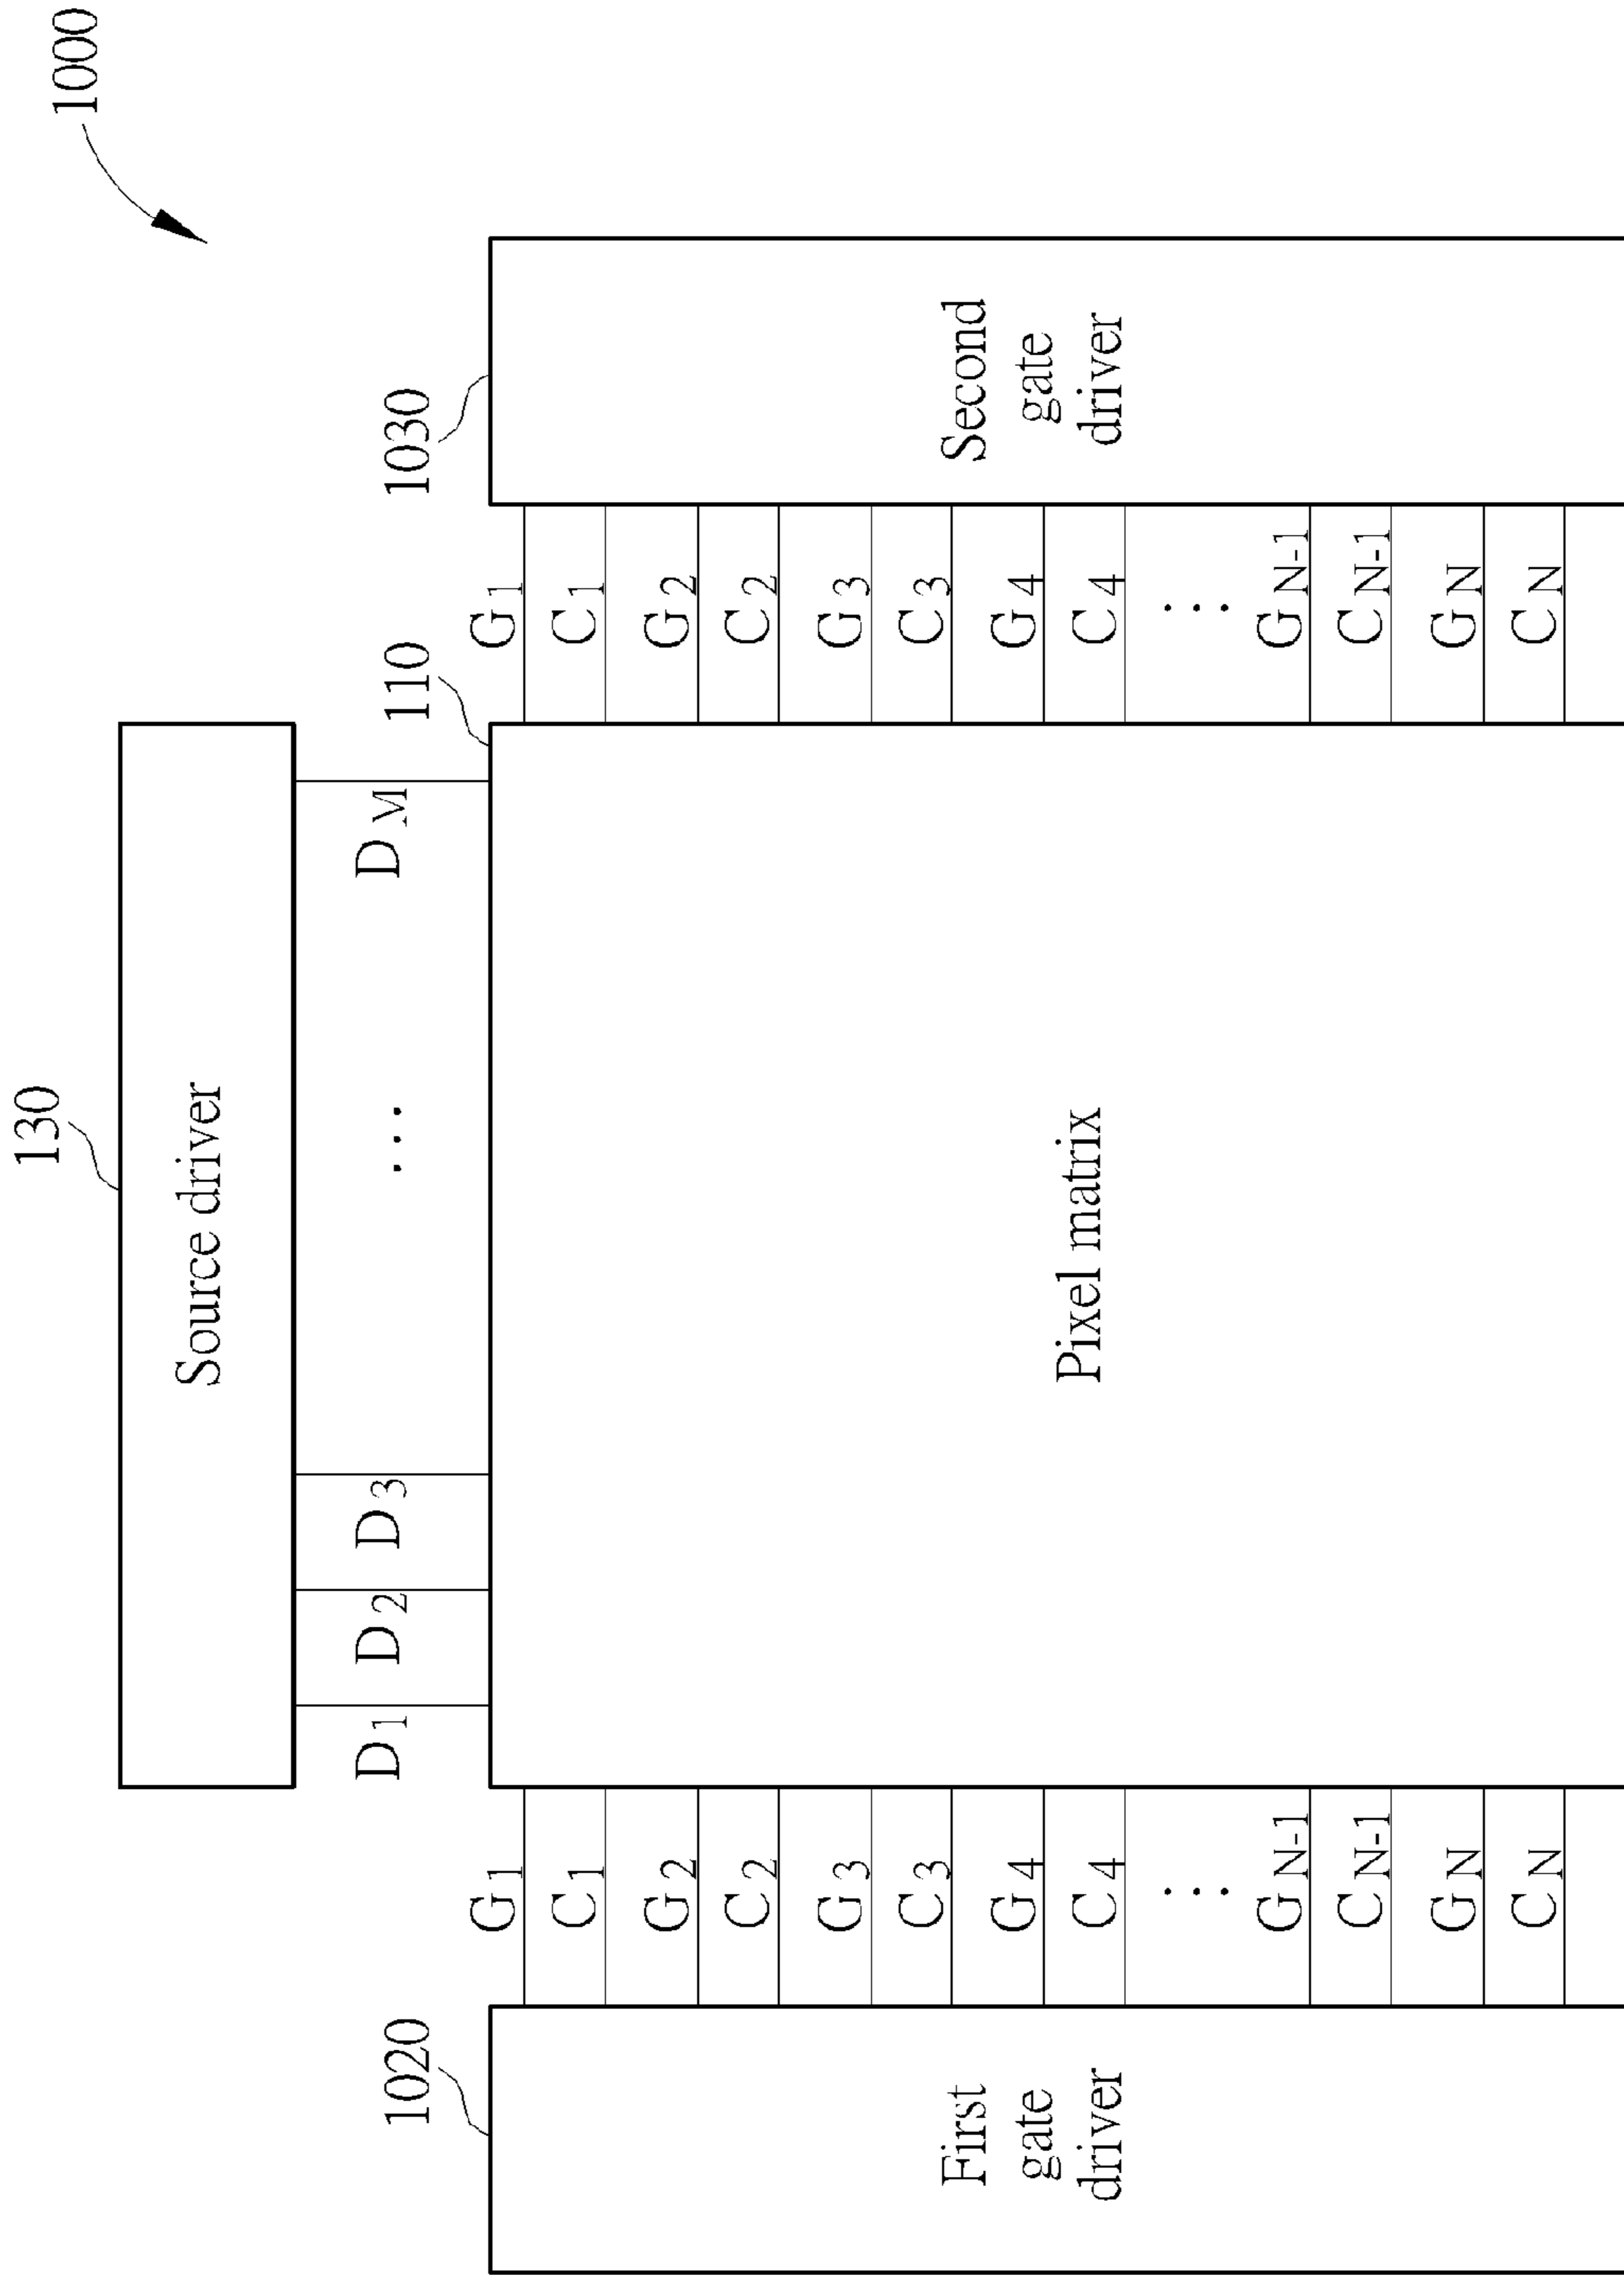 1000
130
Source driver
D1 D2 D3 ... DM
1020
110
1030
G1
C1
G2
C2
G3
C3
G4
C4
⋮
GN-1
CN-1
GN
CN
First
gate
driver
Pixel matrix
G1
C1
G2
C2
G3
C3
G4
C4
⋮
GN-1
CN-1
GN
CN
Second
gate
driver